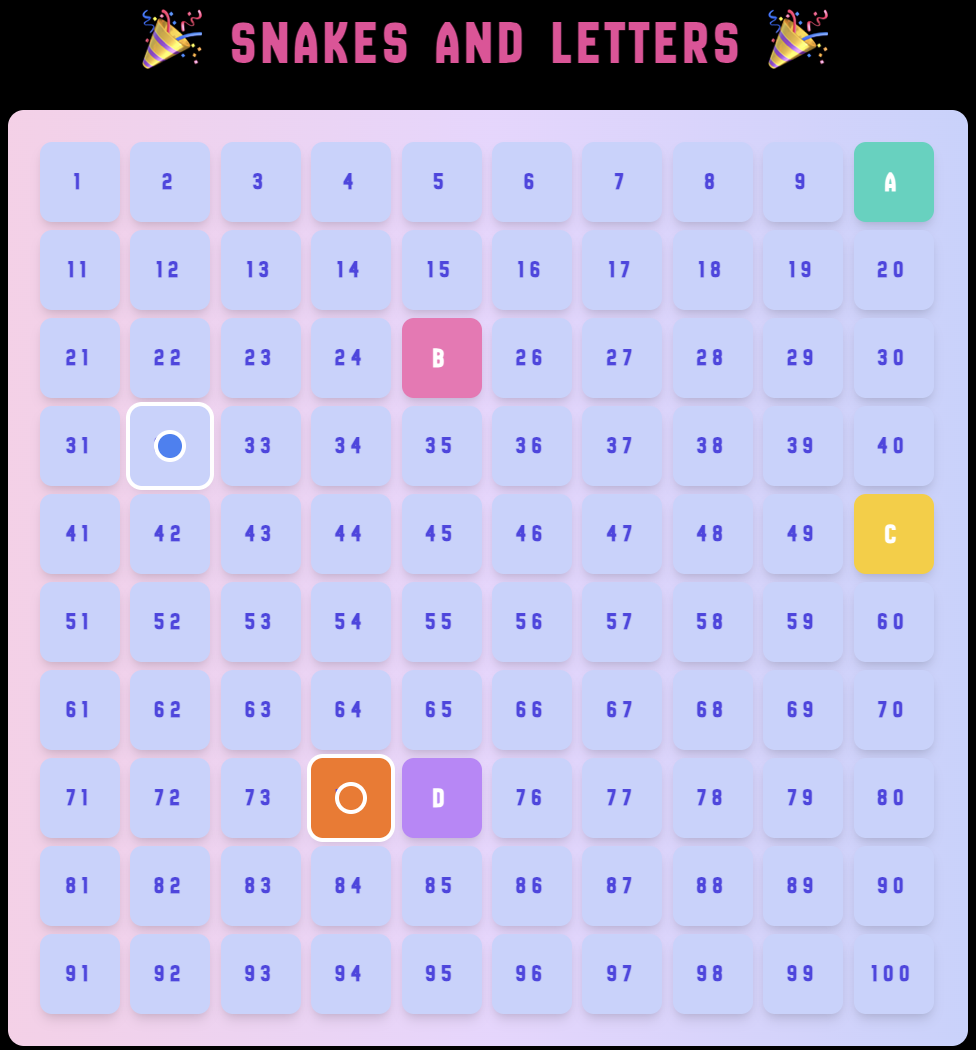 SNAKES AND LETTERS
1 2 3 4 5 6 7 8 9 A
11 12 13 14 15 16 17 18 19 20
21 22 23 24 B 26 27 28 29 30
31 33 34 35 36 37 38 39 40
41 42 43 44 45 46 47 48 49 C
51 52 53 54 55 56 57 58 59 60
61 62 63 64 65 66 67 68 69 70
71 72 73 D 76 77 78 79 80
81 82 83 84 85 86 87 88 89 90
91 92 93 94 95 96 97 98 99 100